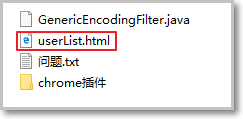 GenericEncodingFilter.java
userList.html
问题.txt
chrome插件